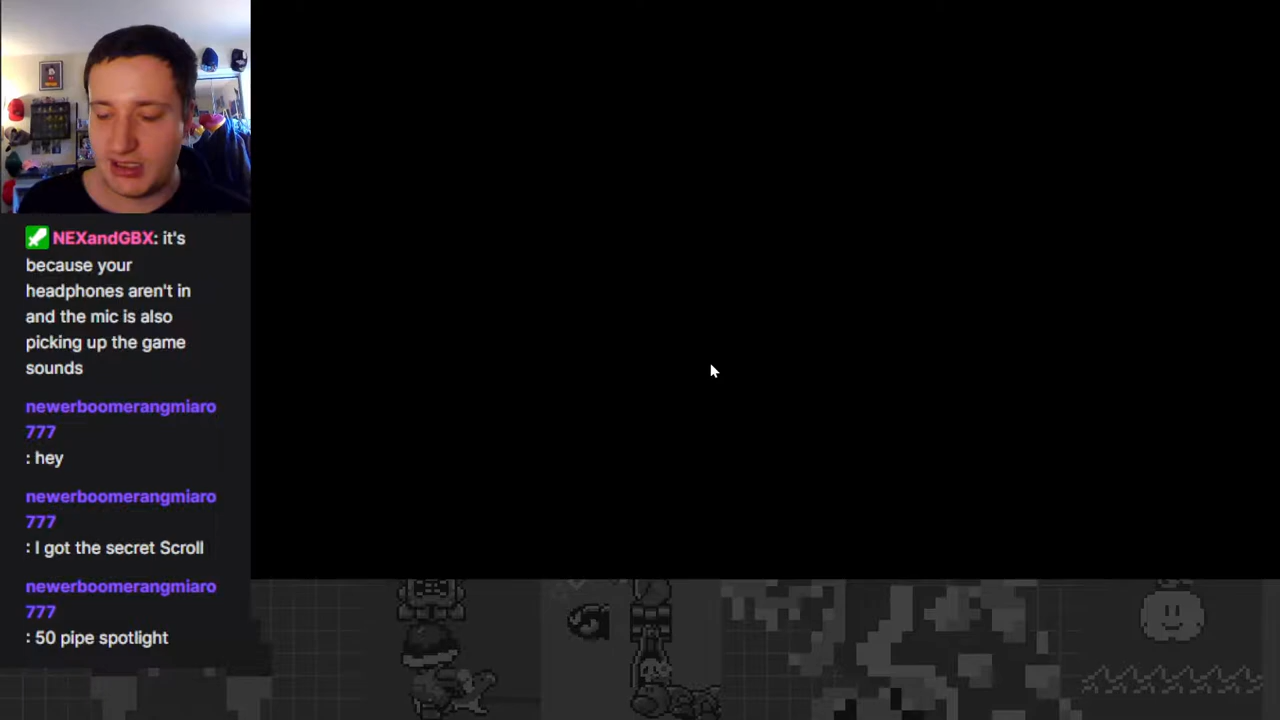 NEXandGBX: it's
because your
headphones aren't in
and the mic is also
picking up the game
sounds
newerboomerangmiaro
777
: hey
newerboomerangmiaro
777
: I got the secret Scroll
newerboomerangmiaro
777
: 50 pipe spotlight